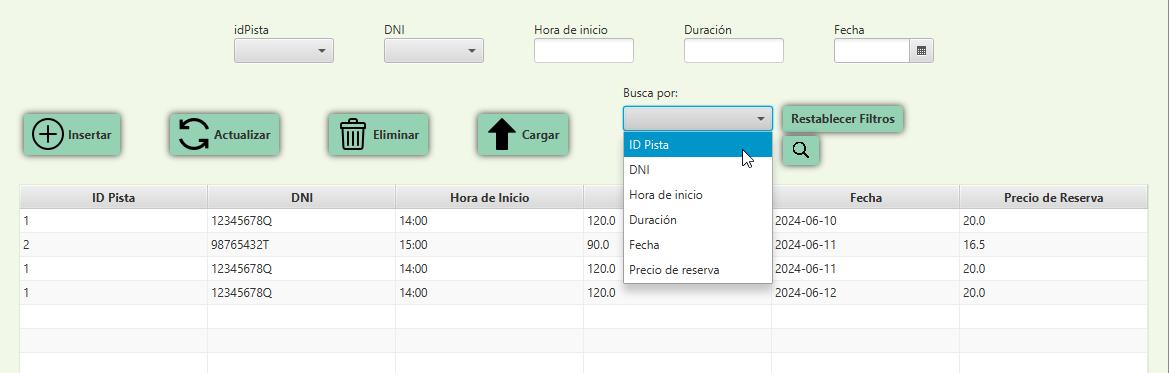 idPista DNI Hora de inicio Duración Fecha
Busca por:
Insertar Actualizar Eliminar Cargar Restablecer Filtros
ID Pista
DNI
Hora de inicio
Duración
Fecha
Precio de reserva
ID Pista DNI Hora de Inicio Fecha Precio de Reserva
1 12345678Q 14:00 120.0 2024-06-10 20.0
2 98765432T 15:00 90.0 2024-06-11 16.5
1 12345678Q 14:00 120.0 2024-06-11 20.0
1 12345678Q 14:00 120.0 2024-06-12 20.0